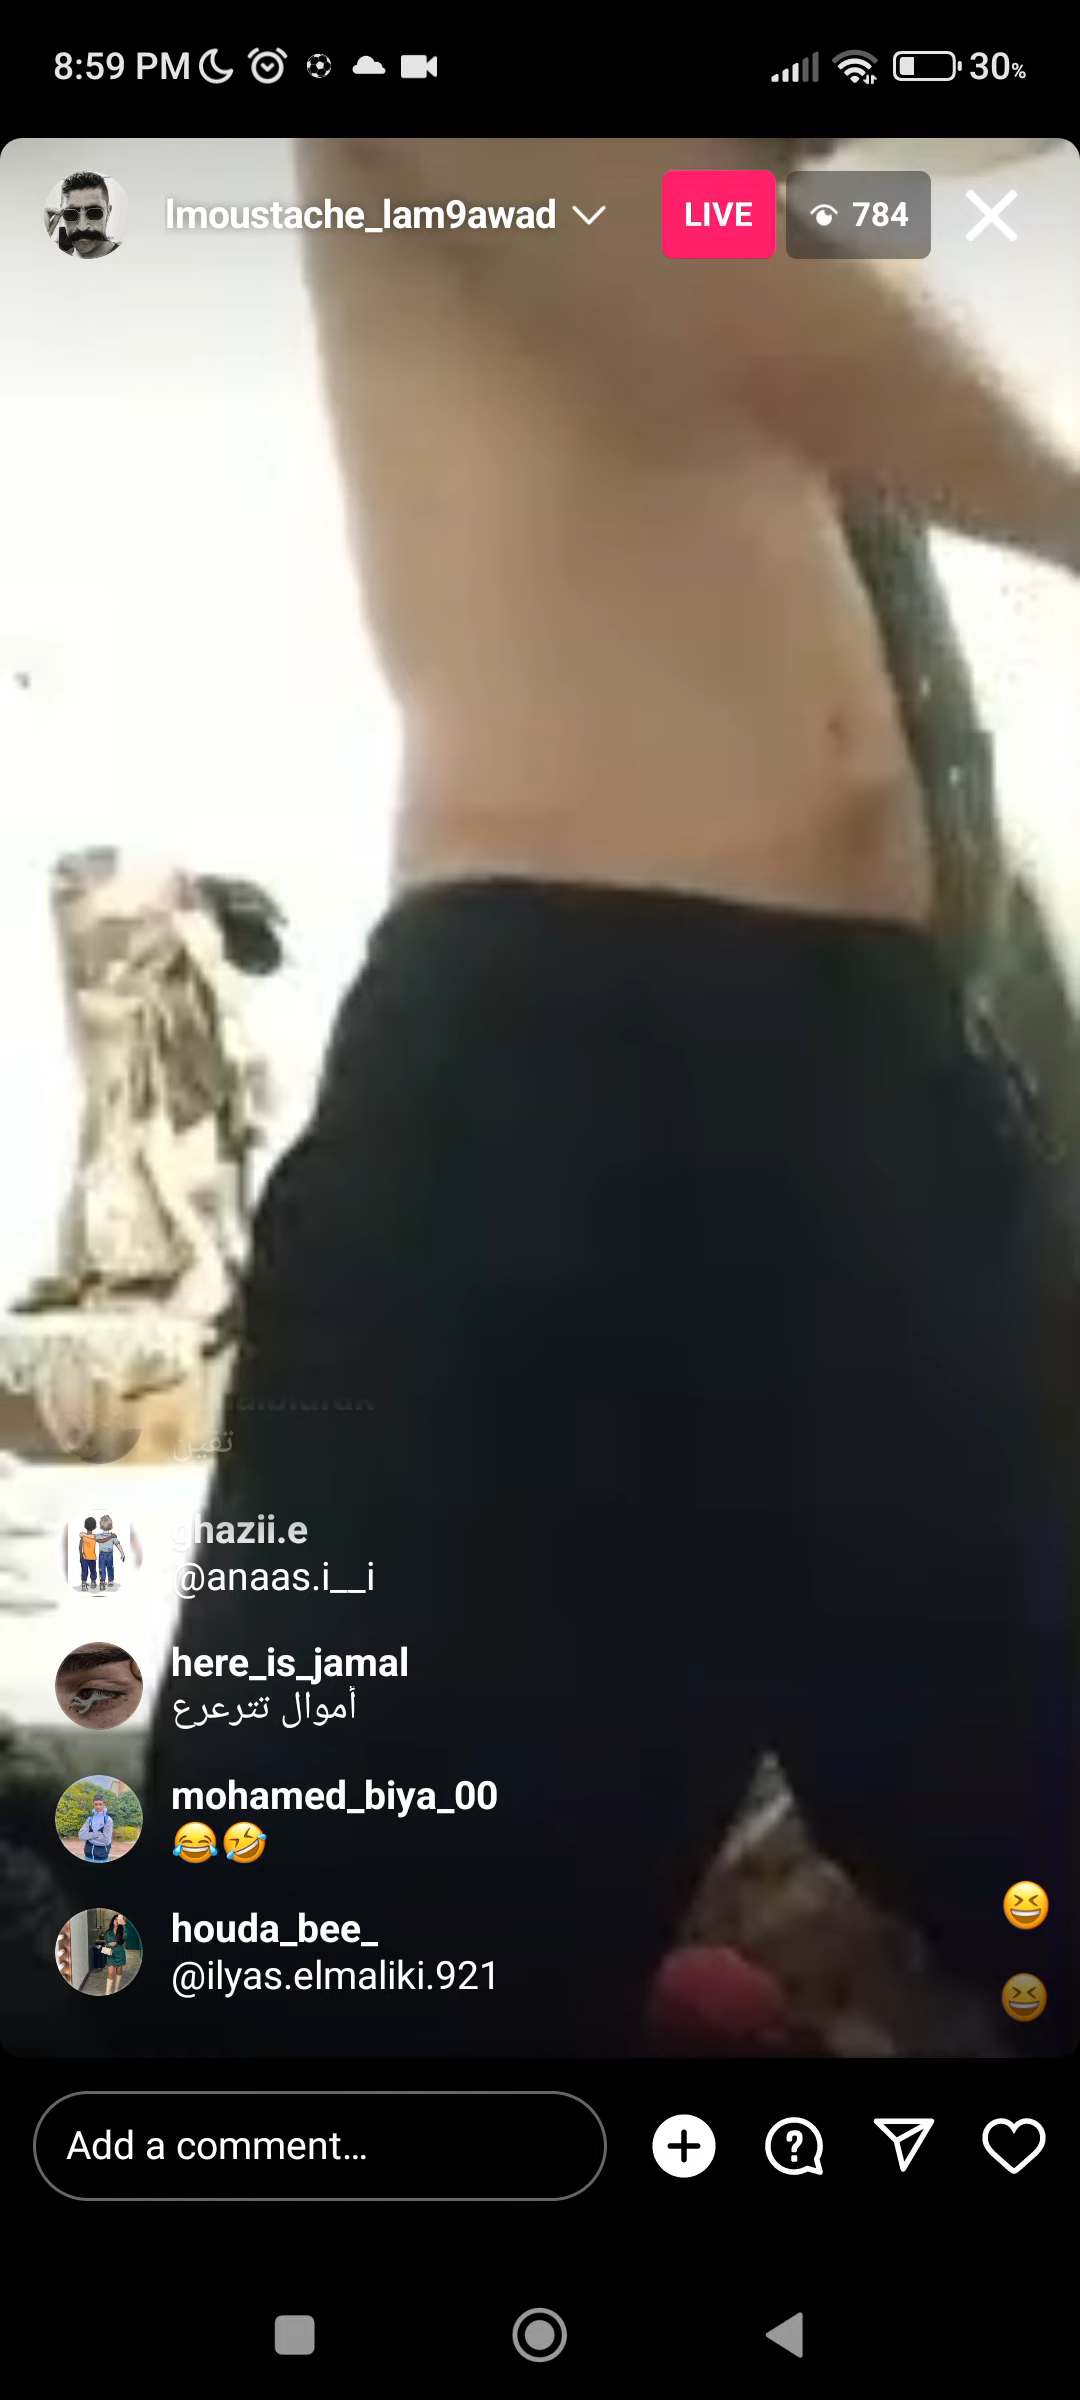 8:59 PM
30%
lmoustache_lam9awad
LIVE
784
تفين
ghazii.e
@anaas.i__i
here_is_jamal
أموال تترعرع
mohamed_biya_00
😂🤣
houda_bee_
@ilyas.elmaliki.921
Add a comment...